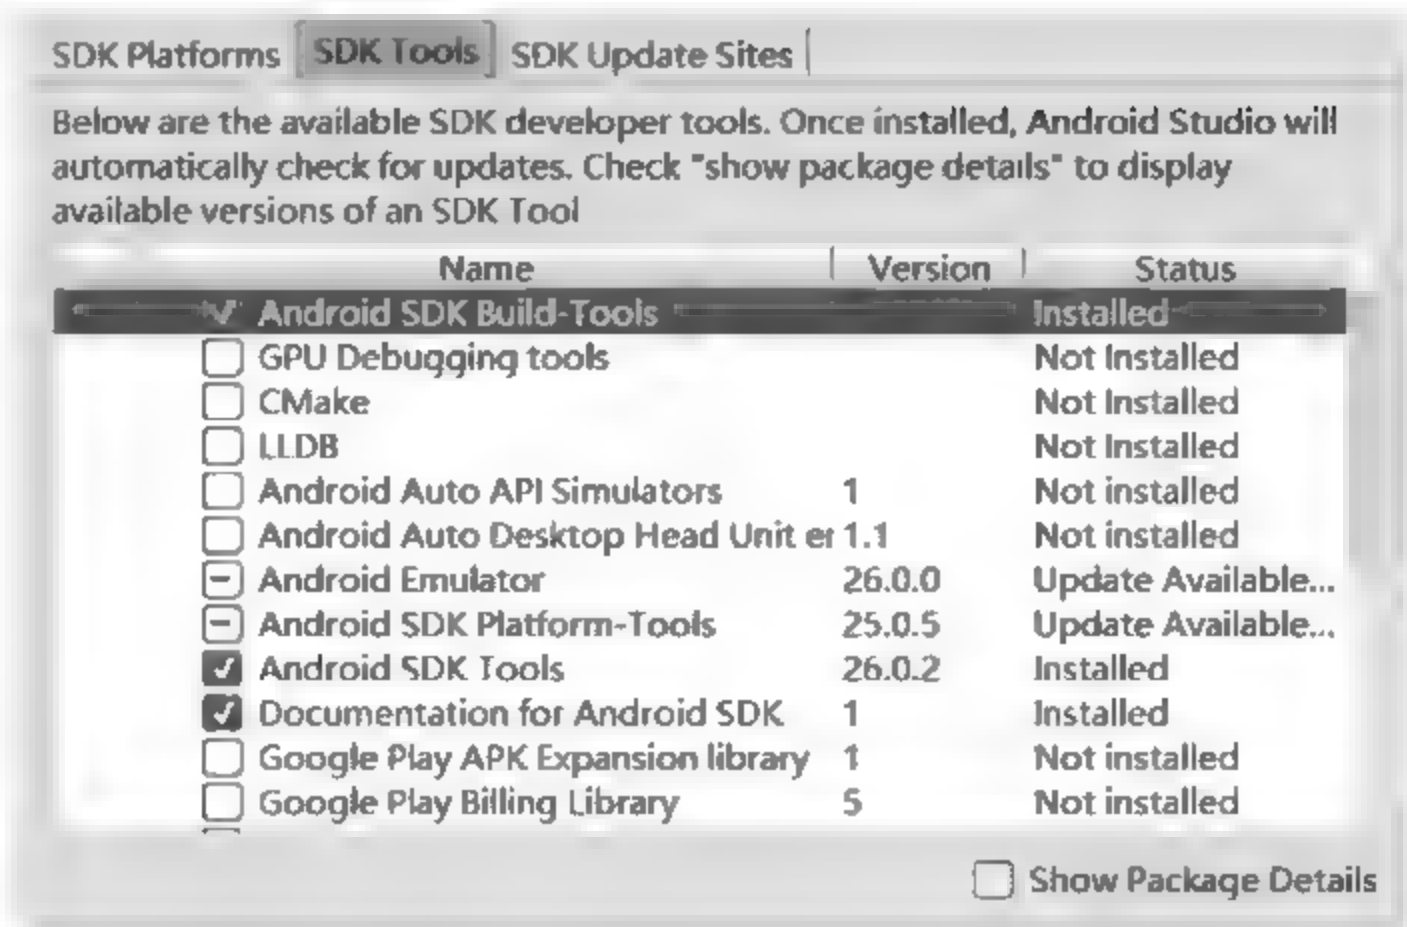 SDK Platforms SDK Tools SDK Update Sites
Below are the available SDK developer tools. Once installed, Android Studio will
automatically check for updates. Check "show package details" to display
available versions of an SDK Tool
Name Version Status
Android SDK Build-Tools Installed
GPU Debugging tools Not Installed
CMake Not Installed
LLDB Not Installed
Android Auto API Simulators 1 Not installed
Android Auto Desktop Head Unit er 1.1 Not installed
Android Emulator 26.0.0 Update Available...
Android SDK Platform-Tools 25.0.5 Update Available...
Android SDK Tools 26.0.2 Installed
Documentation for Android SDK 1 Installed
Google Play APK Expansion library 1 Not installed
Google Play Billing Library 5 Not installed
Show Package Details